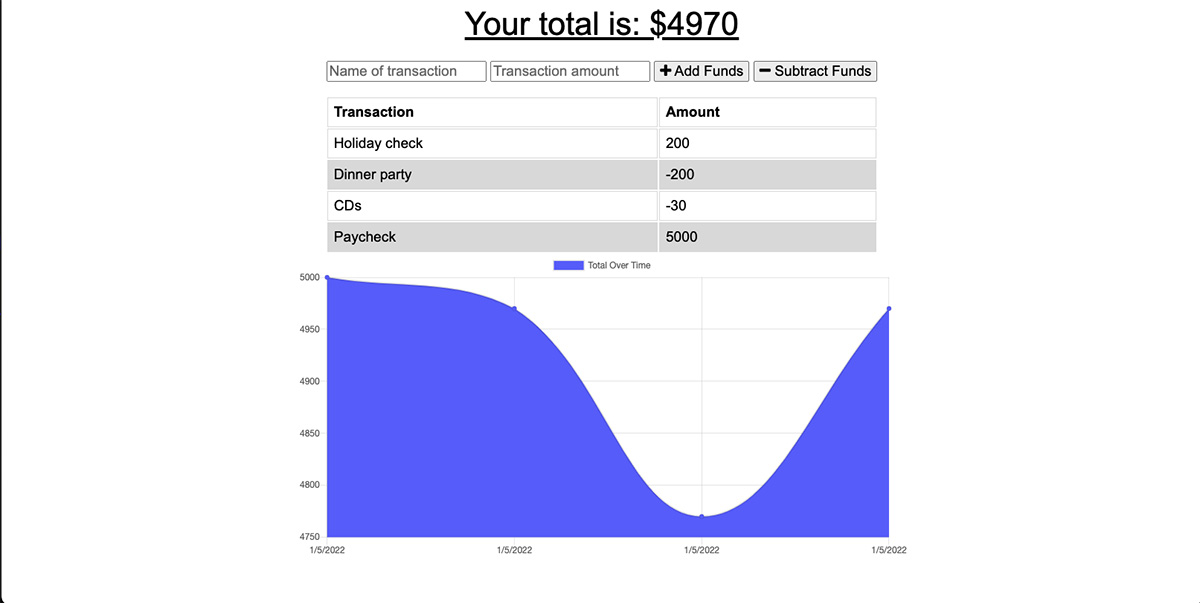 Your total is: $4970
Name of transaction Transaction amount + Add Funds − Subtract Funds
Transaction Amount
Holiday check 200
Dinner party -200
CDs -30
Paycheck 5000
Total Over Time
5000
4950
4900
4850
4800
4750
1/5/2022 1/5/2022 1/5/2022 1/5/2022